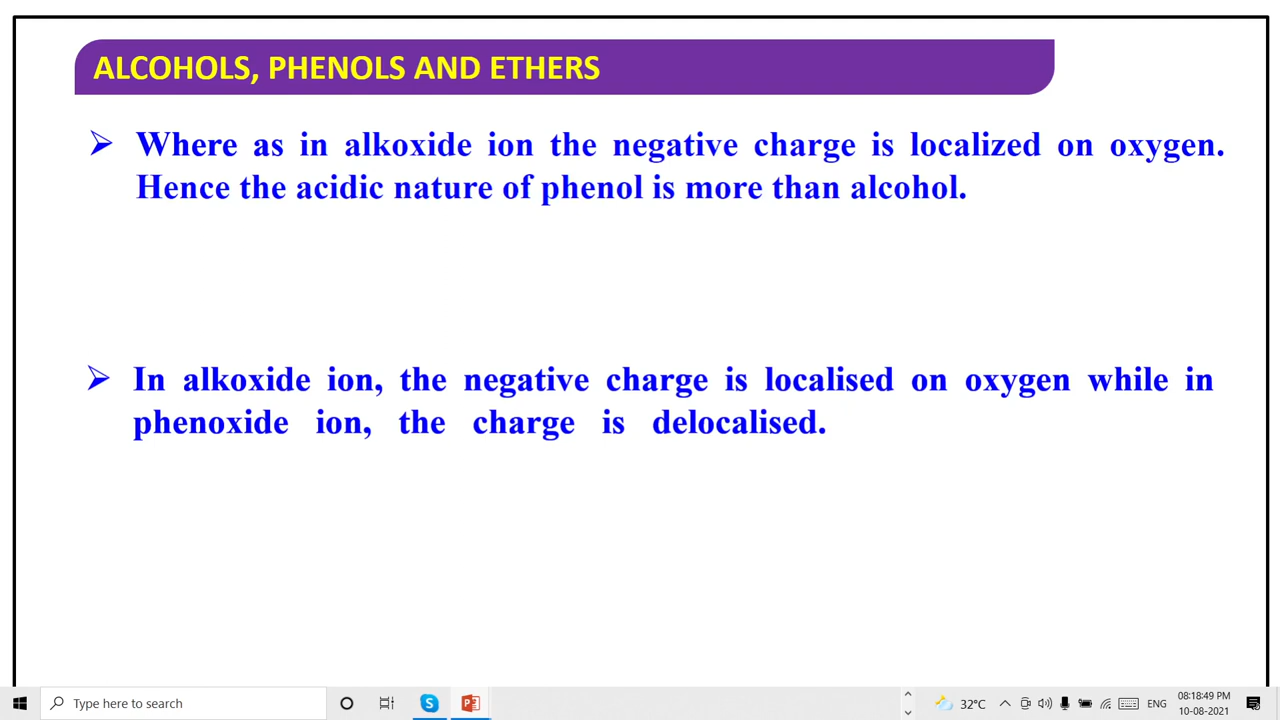 ALCOHOLS, PHENOLS AND ETHERS
Where as in alkoxide ion the negative charge is localized on oxygen.
Hence the acidic nature of phenol is more than alcohol.
In alkoxide ion, the negative charge is localised on oxygen while in
phenoxide ion, the charge is delocalised.
Type here to search
32°C
ENG
08:18:49 PM
10-08-2021